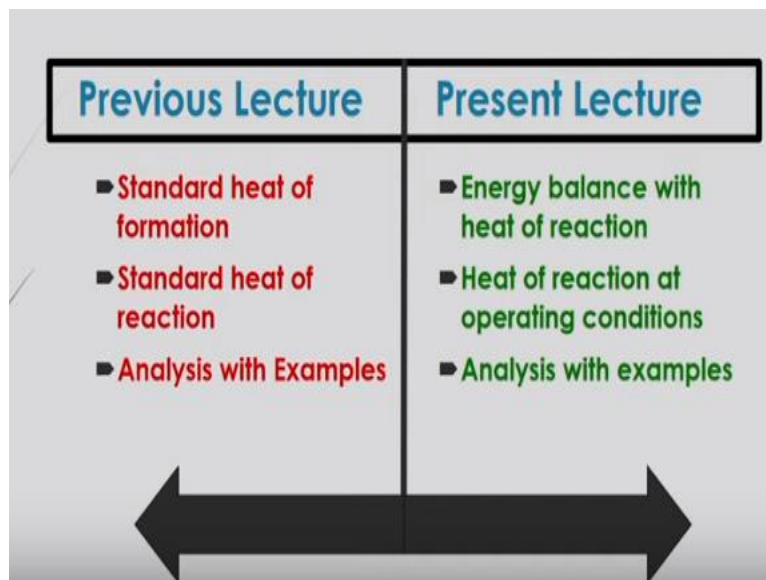 Previous Lecture
Present Lecture
Standard heat of
formation
Standard heat of
reaction
Analysis with Examples
Energy balance with
heat of reaction
Heat of reaction at
operating conditions
Analysis with examples